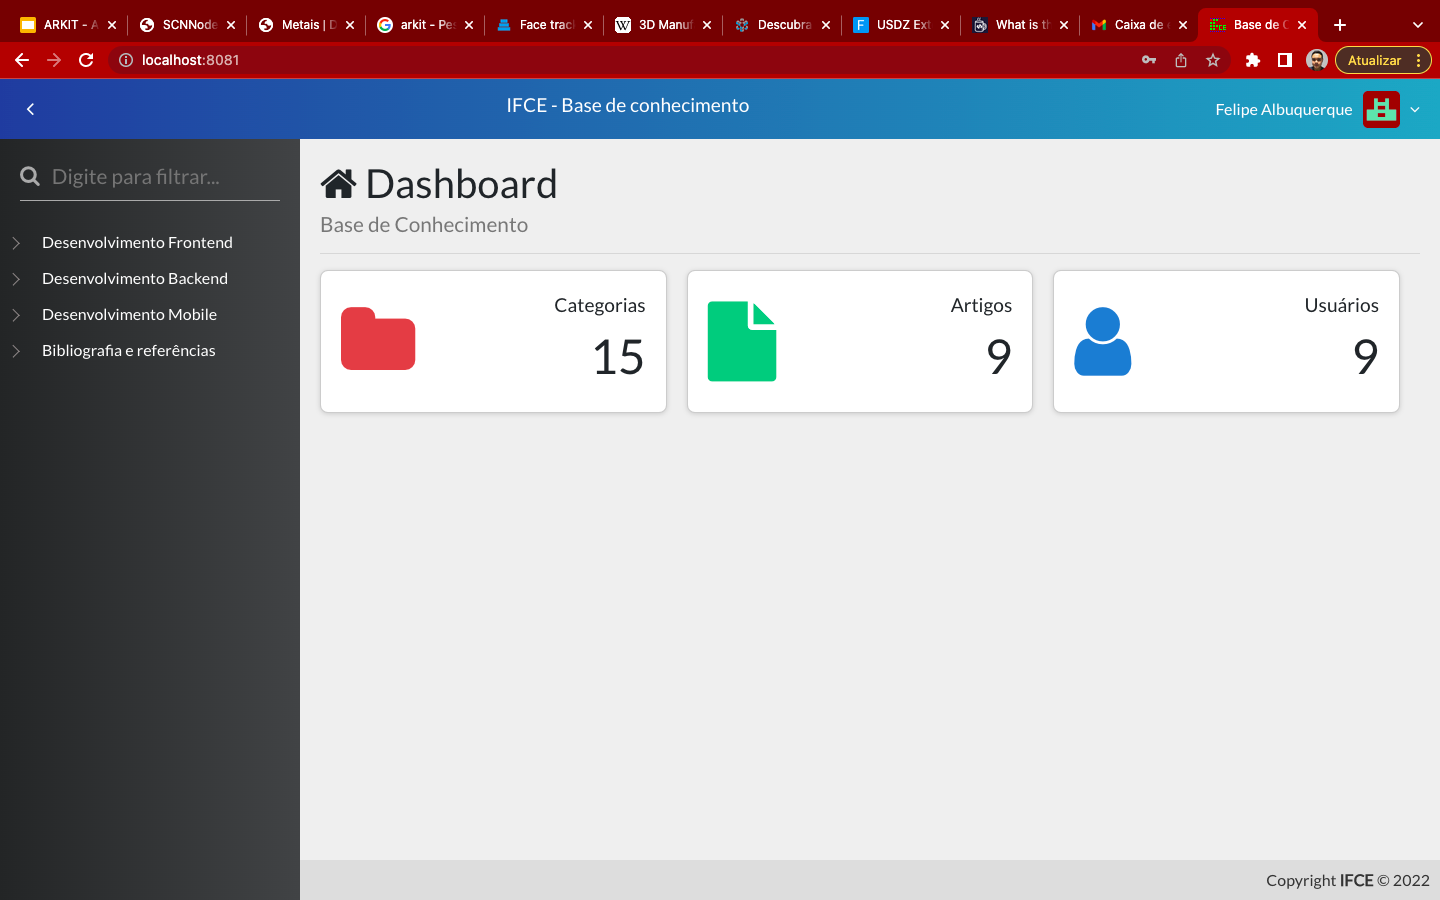 ARKIT - A
SCNNode
Metais | D
arkit - Pes
Face trac
3D Manuf
Descubra
USDZ Ext
What is th
Caixa de e
Base de C
localhost:8081
Atualizar
IFCE - Base de conhecimento
Felipe Albuquerque
Digite para filtrar...
Desenvolvimento Frontend
Desenvolvimento Backend
Desenvolvimento Mobile
Bibliografia e referências
Dashboard
Base de Conhecimento
Categorias
15
Artigos
9
Usuários
9
Copyright IFCE © 2022